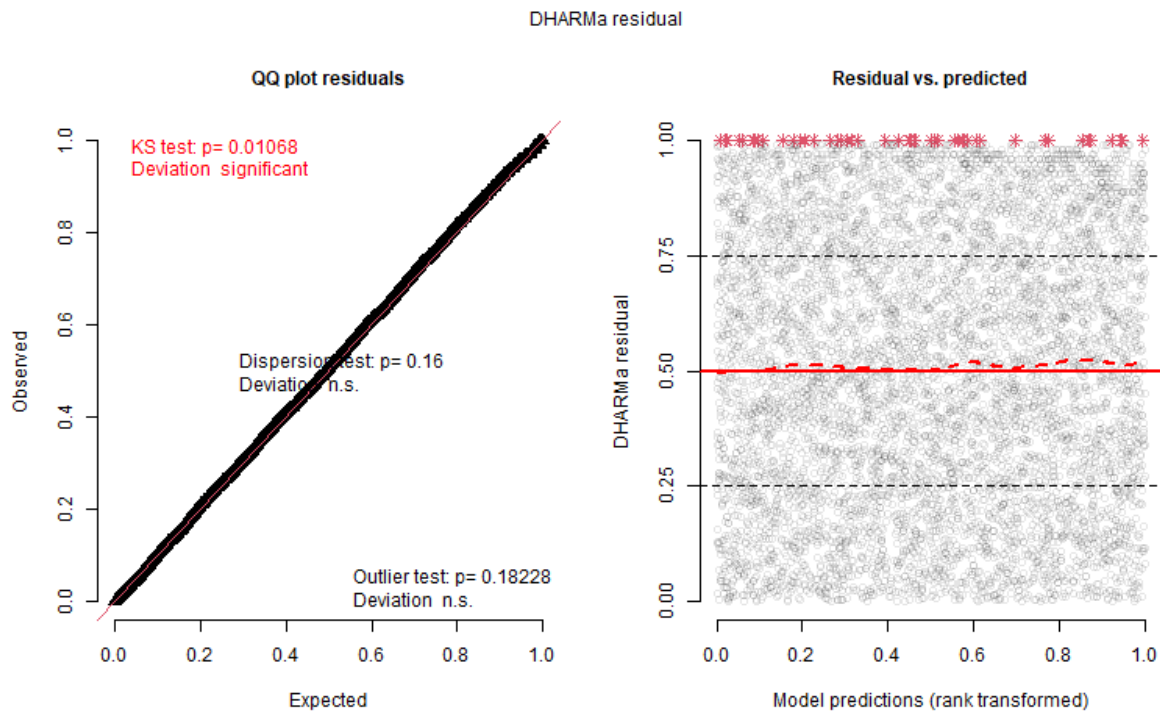 DHARMa residual
QQ plot residuals
KS test: p= 0.01068
Deviation significant
Dispersion test: p= 0.16
Deviation n.s.
Outlier test: p= 0.18228
Deviation n.s.
Observed
0.0 0.2 0.4 0.6 0.8 1.0
0.0 0.2 0.4 0.6 0.8 1.0
Expected
Residual vs. predicted
DHARMa residual
0.00 0.25 0.50 0.75 1.00
0.0 0.2 0.4 0.6 0.8 1.0
Model predictions (rank transformed)